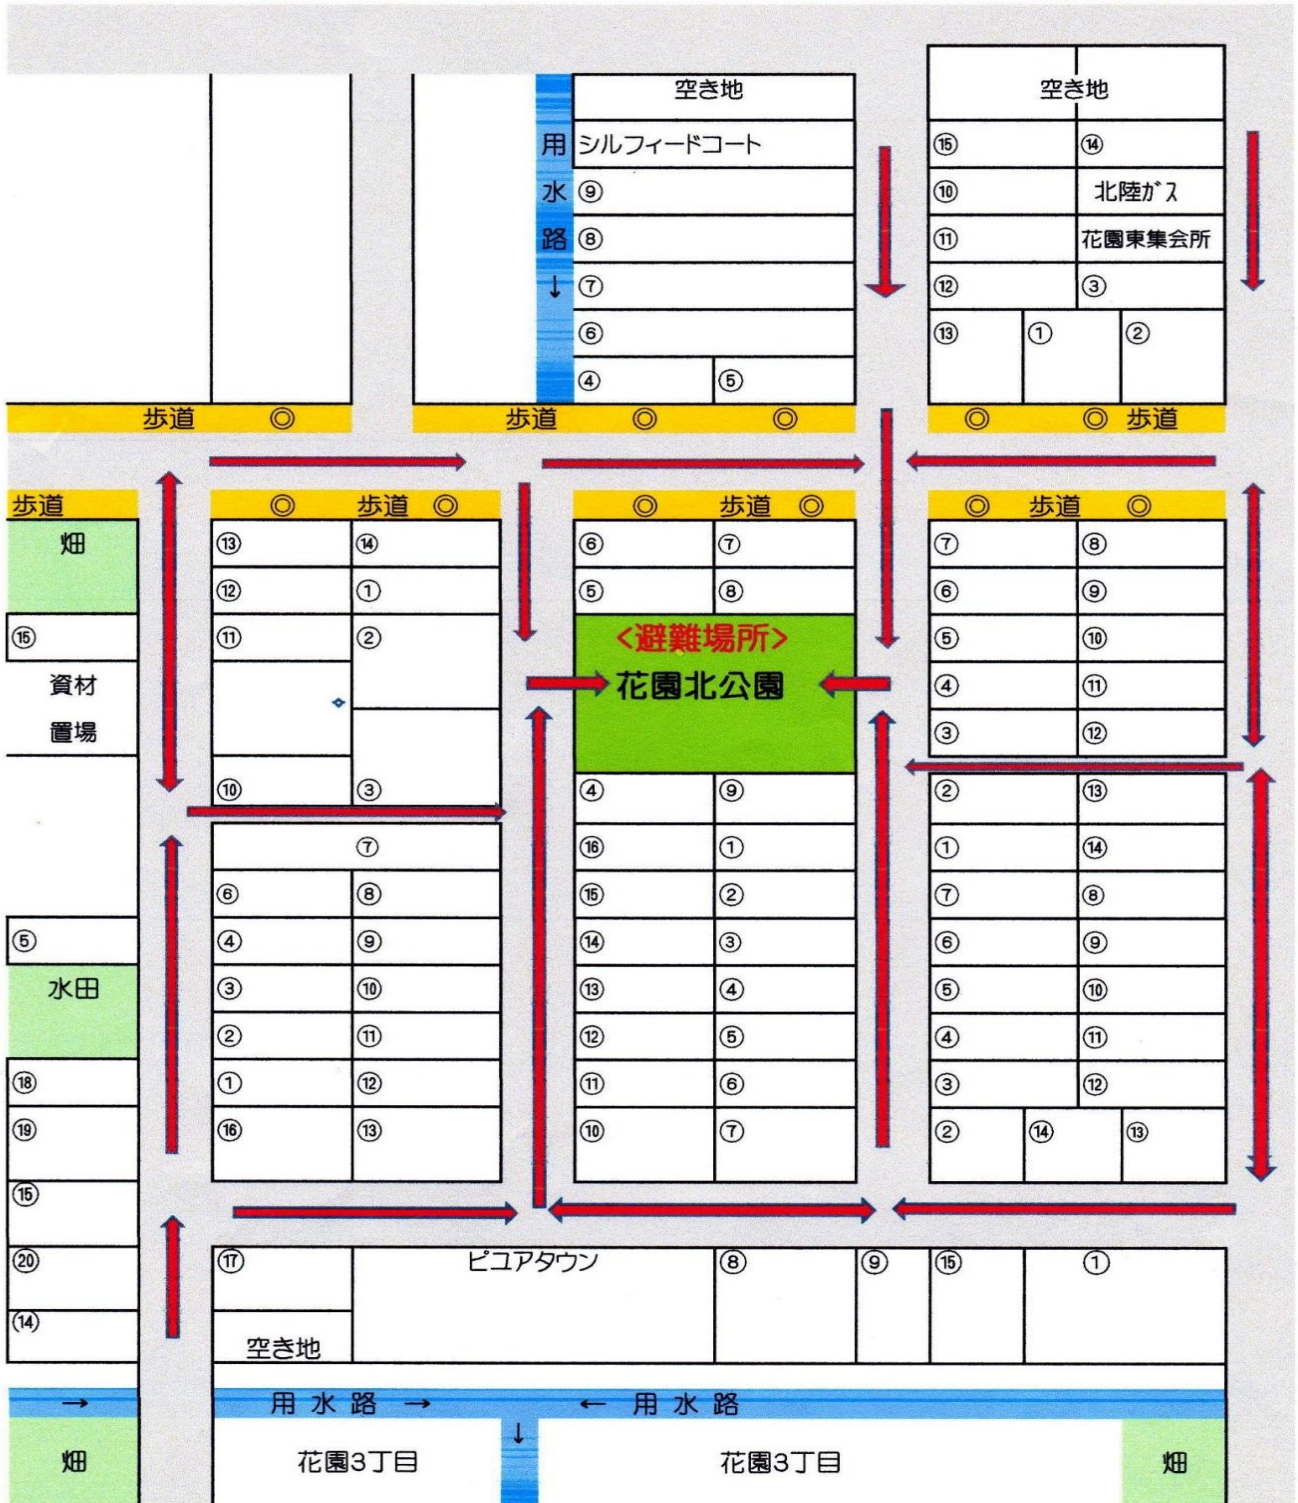 空き地
空き地
シルフィードコート
⑮ ⑭
用水路↓
⑨
⑩ 北陸ガス
⑧
⑪ 花園東集会所
⑦
⑫ ③
⑥
⑬ ① ②
④ ⑤
歩道 ◎
歩道 ◎ ◎
◎ ◎ 歩道
歩道
◎ 歩道 ◎
◎ 歩道 ◎
◎ 歩道 ◎
畑
⑮
資材
置場
⑤
水田
⑱
⑲
⑮
⑳
⑭
⑬ ⑭
⑫ ①
⑪ ②
⑩ ③
⑦
⑥ ⑧
④ ⑨
③ ⑩
② ⑪
① ⑫
⑯ ⑬
⑥ ⑦
⑤ ⑧
<避難場所>
花園北公園
④ ⑨
⑯ ①
⑮ ②
⑭ ③
⑬ ④
⑫ ⑤
⑪ ⑥
⑩ ⑦
⑦ ⑧
⑥ ⑨
⑤ ⑩
④ ⑪
③ ⑫
② ⑬
① ⑭
⑦ ⑧
⑥ ⑨
⑤ ⑩
④ ⑪
③ ⑫
② ⑭ ⑬
⑰ ピュアタウン ⑧ ⑨ ⑮ ①
空き地
→ 用水路 → ← 用水路
↓
畑 花園3丁目 花園3丁目 畑